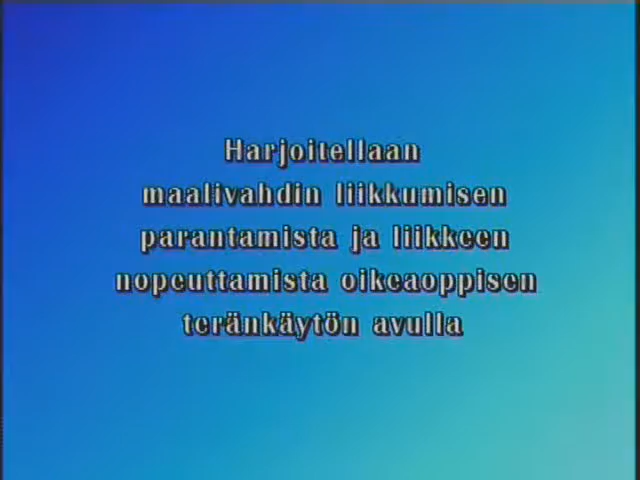 Harjoitellaan
maalivahdin liikkumisen
parantamista ja liikkeen
nopeuttamista oikeaoppisen
teränkäytön avulla